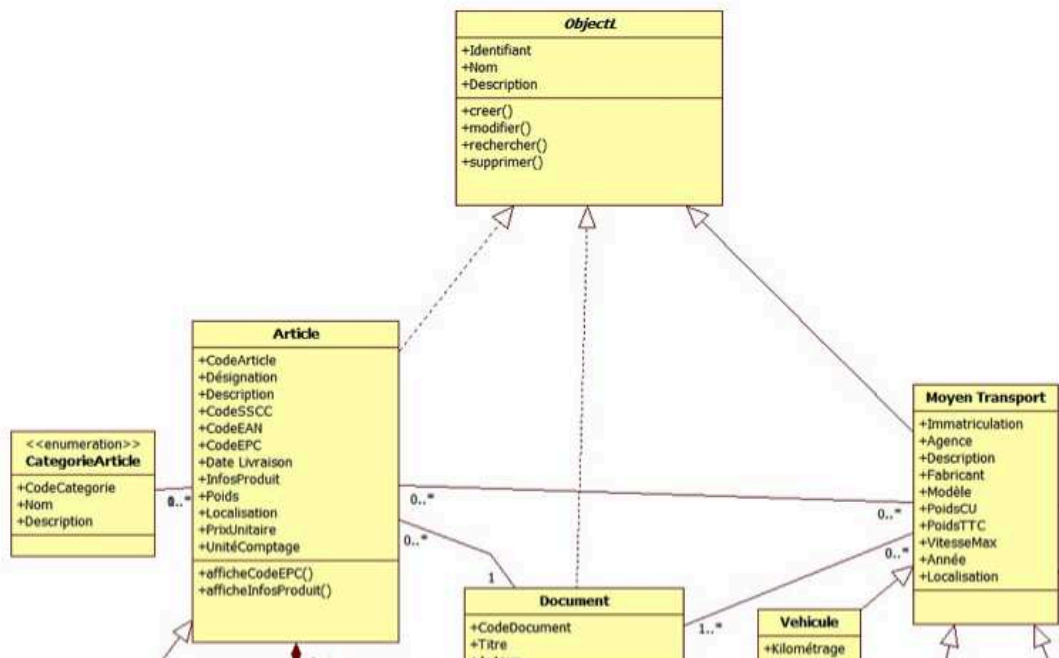 ObjectL
+Identifiant
+Nom
+Description
+creer()
+modifier()
+rechercher()
+supprimer()
Article
+CodeArticle
+Désignation
+Description
+CodeSSCC
+CodeEAN
+CodeEPC
+Date Livraison
+InfosProduit
+Poids
+Localisation
+PrixUnitaire
+UnitéComptage
+afficheCodeEPC()
+afficheInfosProduit()
<<enumeration>>
CategorieArticle
+CodeCategorie
+Nom
+Description
0..*
0..*
0..*
1
0..*
0..*
1..*
Moyen Transport
+Immatriculation
+Agence
+Description
+Fabricant
+Modèle
+PoidsCU
+PoidsTTC
+VitesseMax
+Année
+Localisation
Document
+CodeDocument
+Titre
Vehicule
+Kilométrage